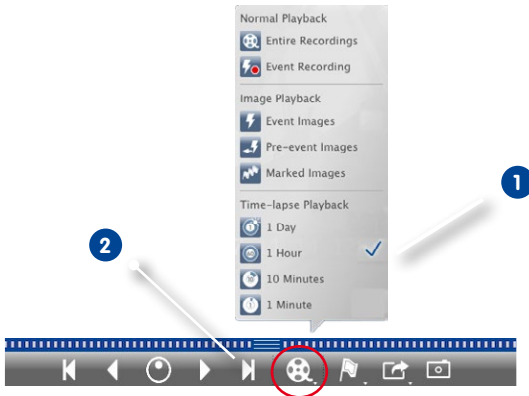 Normal Playback
Entire Recordings
Event Recording
Image Playback
Event Images
Pre-event Images
Marked Images
Time-lapse Playback
1 Day
1 Hour
10 Minutes
1 Minute
1
2